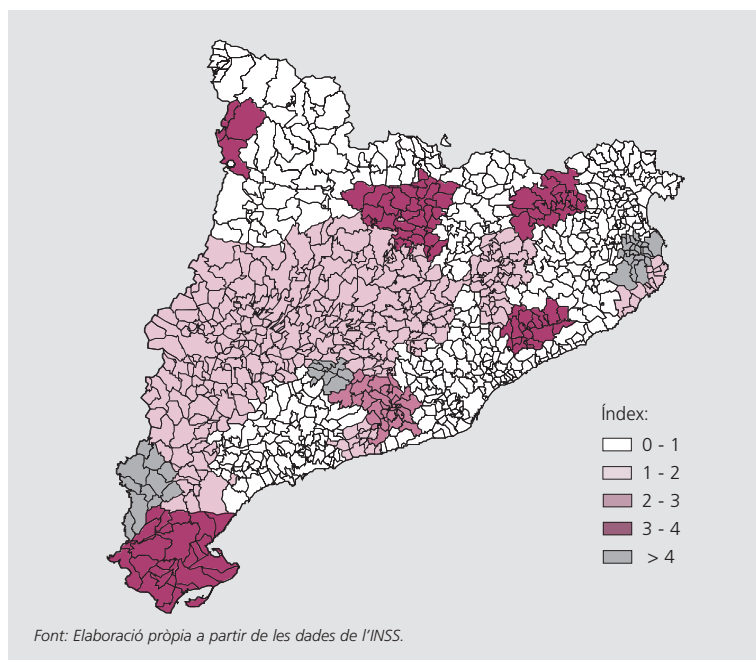 Índex:
0 - 1
1 - 2
2 - 3
3 - 4
> 4
Font: Elaboració pròpia a partir de les dades de l'INSS.